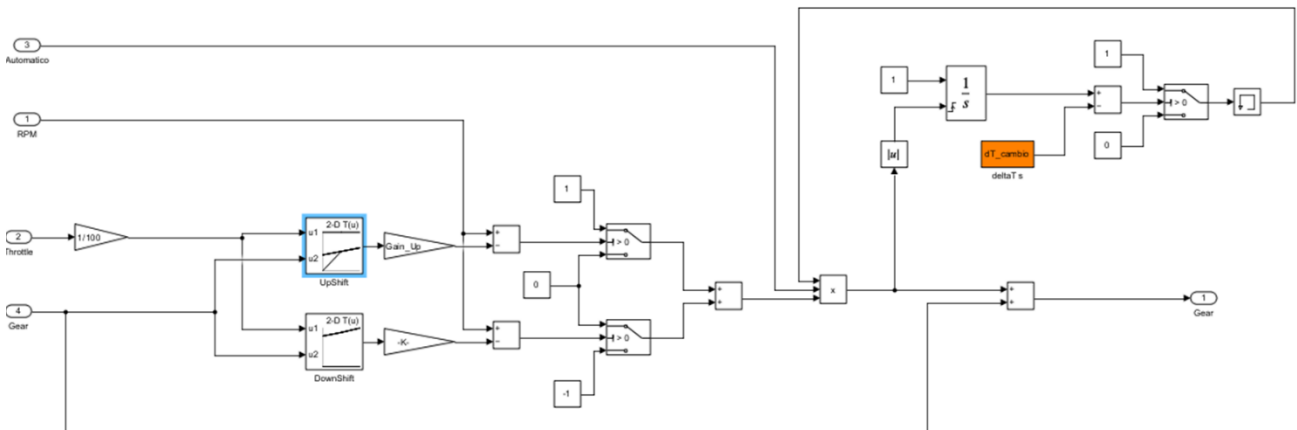 3
Automatico
1
RPM
2
Throttle
1/100
4
Gear
2-D T(u)
u1
u2
UpShift
2-D T(u)
u1
u2
DownShift
Gain_Up
-K-
+
−
+
−
1
0
-1
> 0
> 0
+
+
x
|u|
1
1
s
dT_cambio
deltaT s
+
−
1
0
> 0
+
+
1
Gear